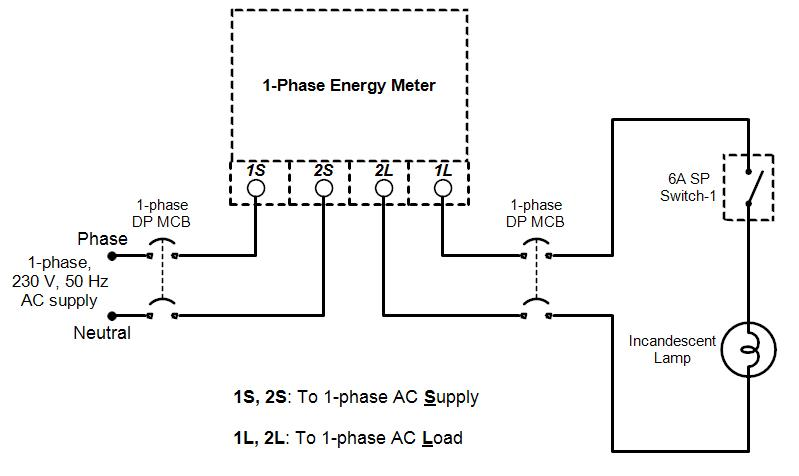 1-Phase Energy Meter
1S 2S 2L 1L
1-phase
DP MCB
1-phase
DP MCB
6A SP
Switch-1
Phase
1-phase,
230 V, 50 Hz
AC supply
Neutral
Incandescent
Lamp
1S, 2S: To 1-phase AC Supply
1L, 2L: To 1-phase AC Load